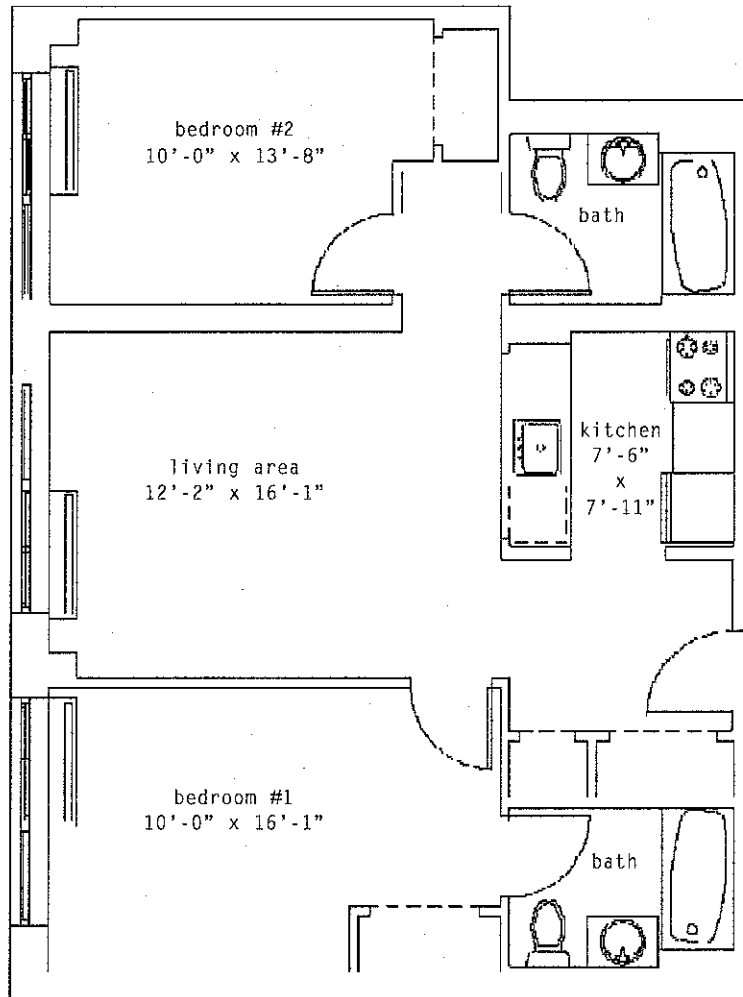 bedroom #2
10'-0" x 13'-8"
bath
kitchen
7'-6"
x
7'-11"
living area
12'-2" x 16'-1"
bedroom #1
10'-0" x 16'-1"
bath